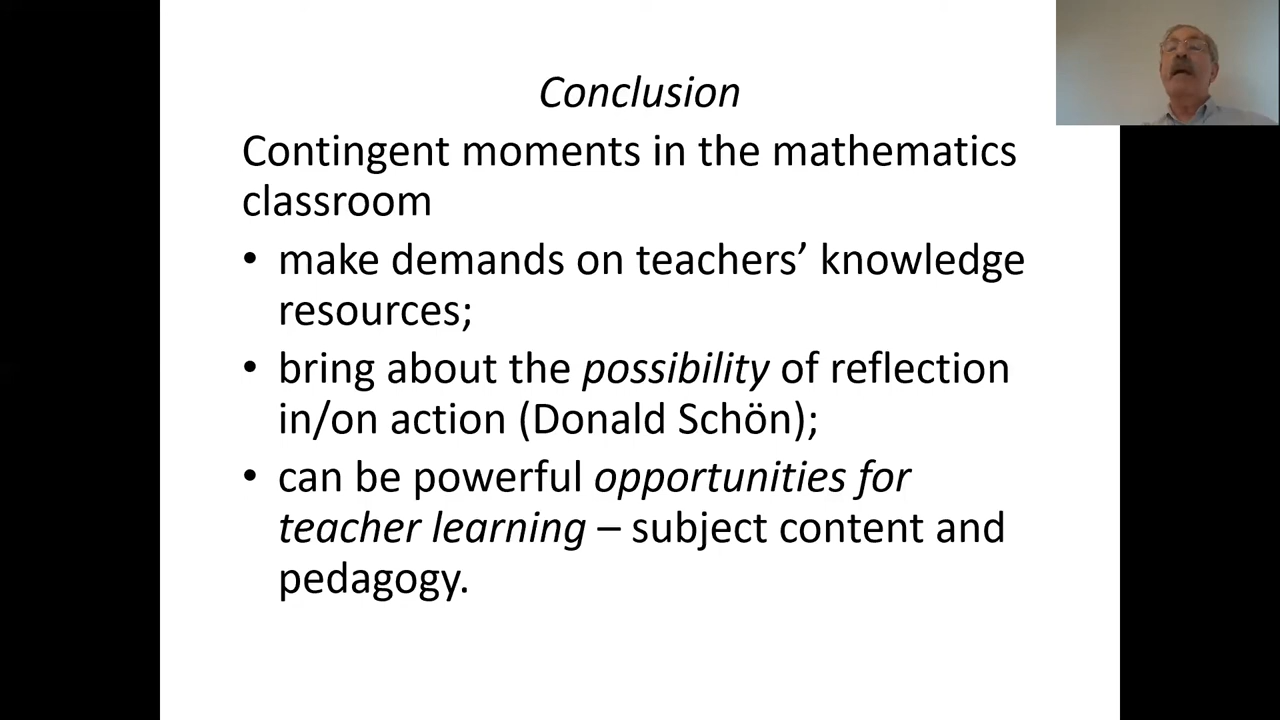 Conclusion
Contingent moments in the mathematics
classroom
• make demands on teachers’ knowledge
resources;
• bring about the possibility of reflection
in/on action (Donald Schön);
• can be powerful opportunities for
teacher learning – subject content and
pedagogy.